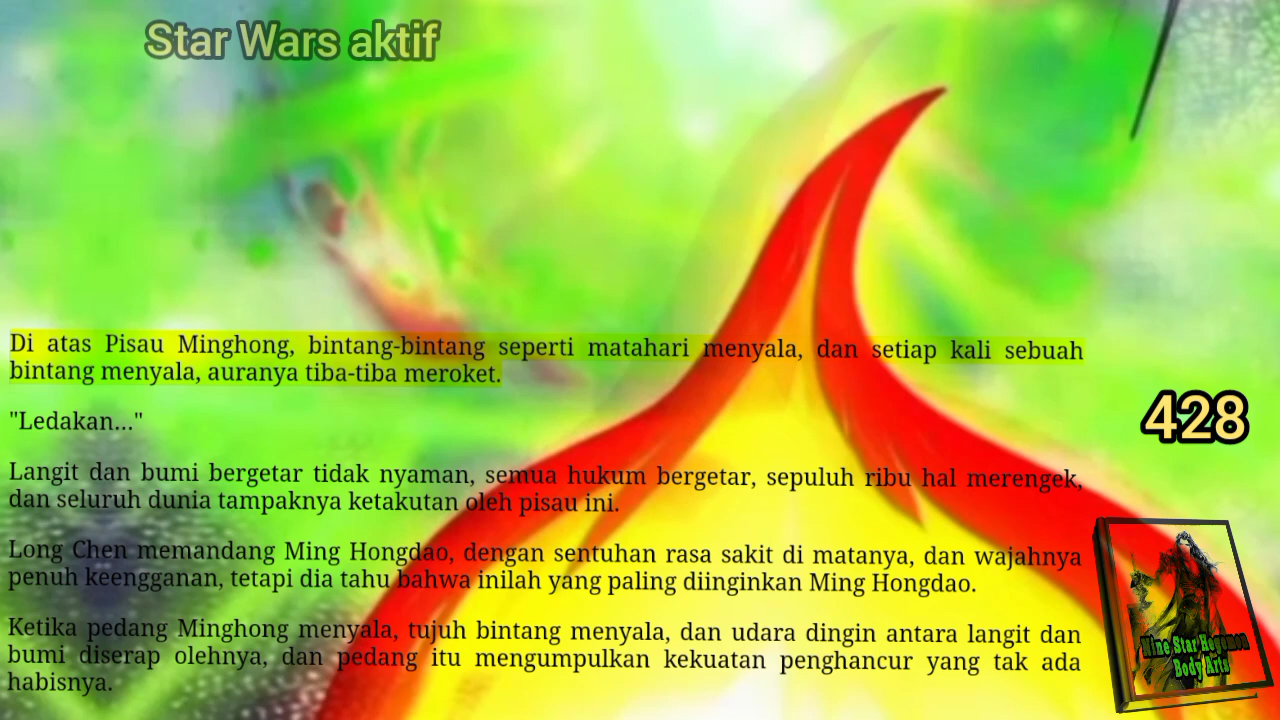 Star Wars aktif
Di atas Pisau Minghong, bintang-bintang seperti matahari menyala, dan setiap kali sebuah
bintang menyala, auranya tiba-tiba meroket.
"Ledakan..."
Langit dan bumi bergetar tidak nyaman, semua hukum bergetar, sepuluh ribu hal merengek,
dan seluruh dunia tampaknya ketakutan oleh pisau ini.
Long Chen memandang Ming Hongdao, dengan sentuhan rasa sakit di matanya, dan wajahnya
penuh keengganan, tetapi dia tahu bahwa inilah yang paling diinginkan Ming Hongdao.
Ketika pedang Minghong menyala, tujuh bintang menyala, dan udara dingin antara langit dan
bumi diserap olehnya, dan pedang itu mengumpulkan kekuatan penghancur yang tak ada
habisnya.
428
Nine Star Hegemon
Body Arts